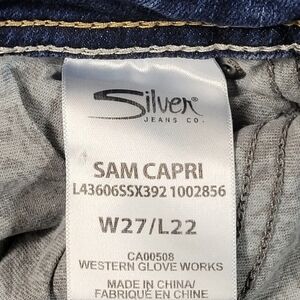 Silver
JEANS CO.
SAM CAPRI
L43606SSX392 1002856
W27/L22
CA00508
WESTERN GLOVE WORKS
MADE IN CHINA/
FABRIQUÉ EN CHINE